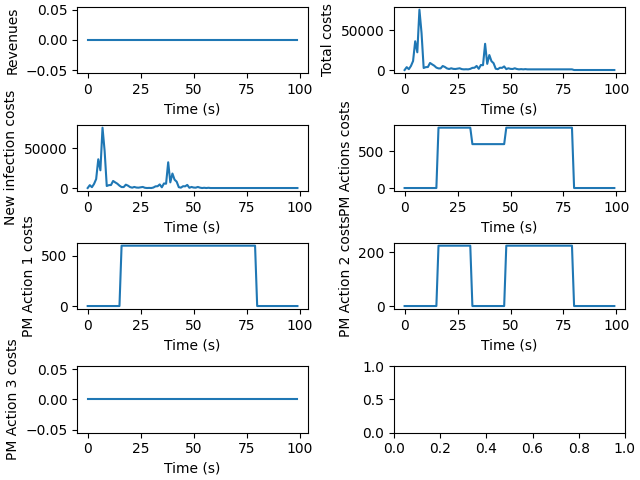 Revenues
0.05
0.00
−0.05
0 25 50 75 100
Time (s)
Total costs
50000
0
0 25 50 75 100
Time (s)
New infection costs
50000
0
0 25 50 75 100
Time (s)
PM Actions costs
500
0
0 25 50 75 100
Time (s)
PM Action 1 costs
500
0
0 25 50 75 100
Time (s)
PM Action 2 costs
200
0
0 25 50 75 100
Time (s)
PM Action 3 costs
0.05
0.00
−0.05
0 25 50 75 100
Time (s)
1.0
0.5
0.0
0.0 0.2 0.4 0.6 0.8 1.0